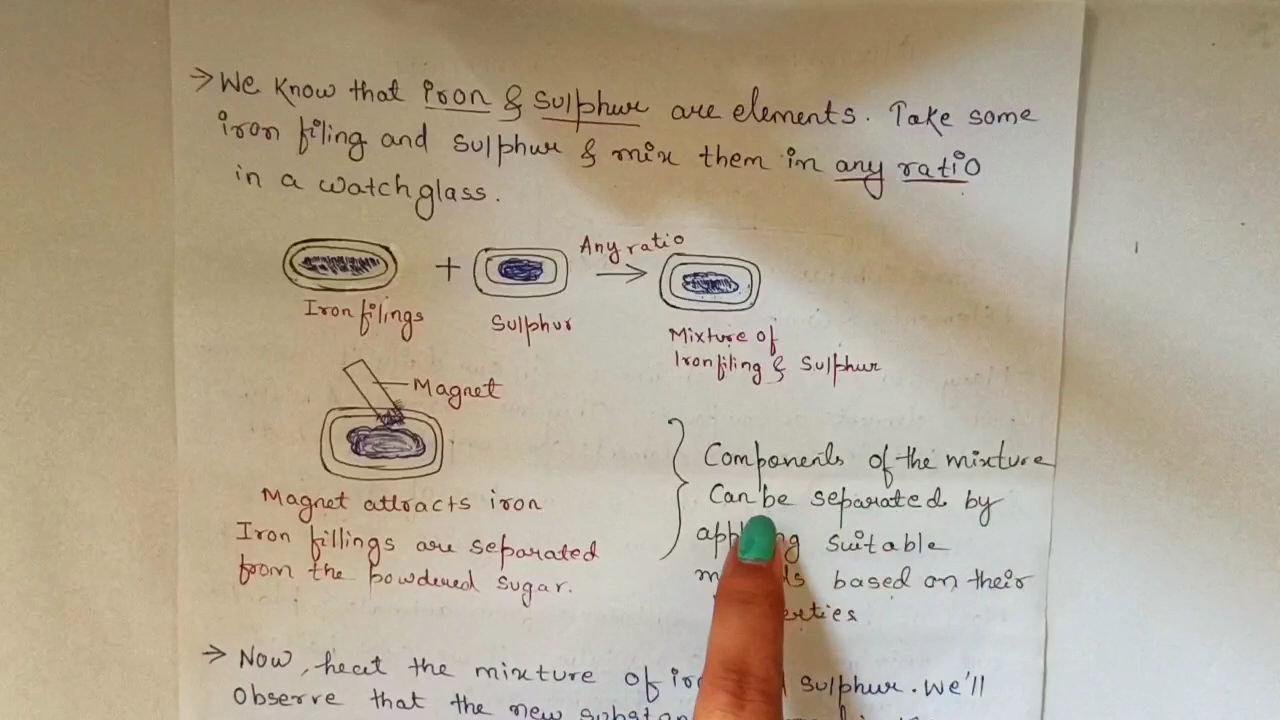 → We know that iron & sulphur are elements. Take some
iron filing and sulphur & mix them in any ratio
in a watch glass.
Iron filings
+
Sulphur
Any ratio
→
Mixture of
Iron filing & Sulphur
Magnet
Magnet attracts iron
Iron fillings are separated
from the powdered sugar.
Components of the mixture
Can be separated by
suitable
based on their
→ Now, heat the mixture of sulphur. We'll
observe that the new